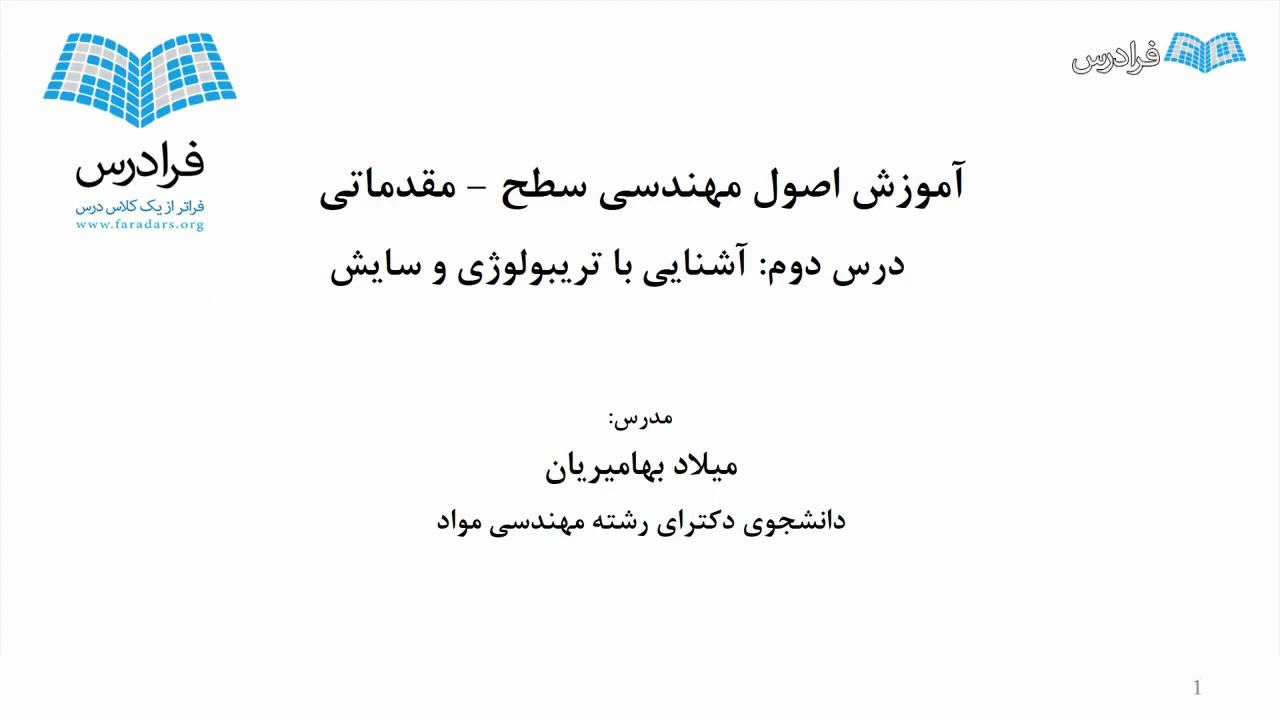 فرادرس
فرادرس
فراتر از یک کلاس درس
www.faradars.org
آموزش اصول مهندسی سطح – مقدماتی
درس دوم: آشنایی با تریبولوژی و سایش
مدرس:
میلاد بهامیریان
دانشجوی دکترای رشته مهندسی مواد
1